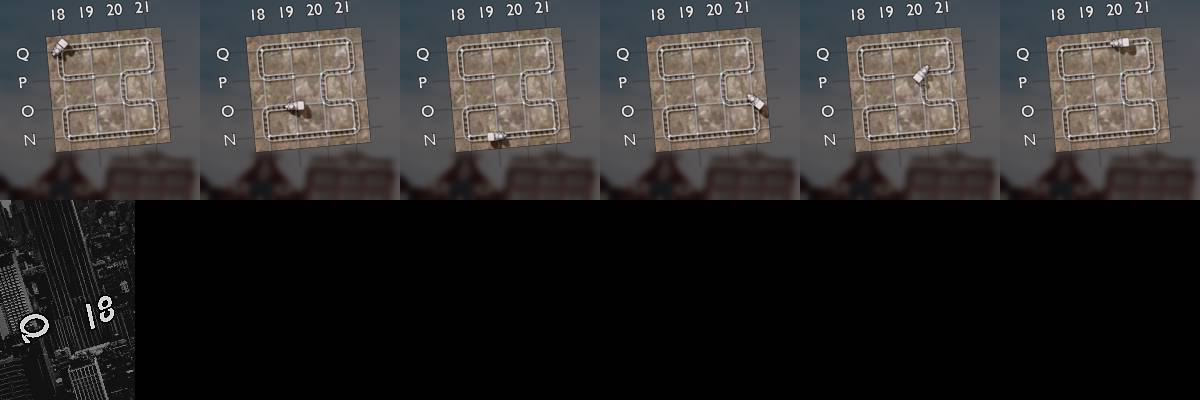 18 19 20 21 18 19 20 21 18 19 20 21 18 19 20 21 18 19 20 21 18 19 20 21
Q Q Q Q Q Q
P P P P P P
O O O O O O
N N N N N N
Q 18